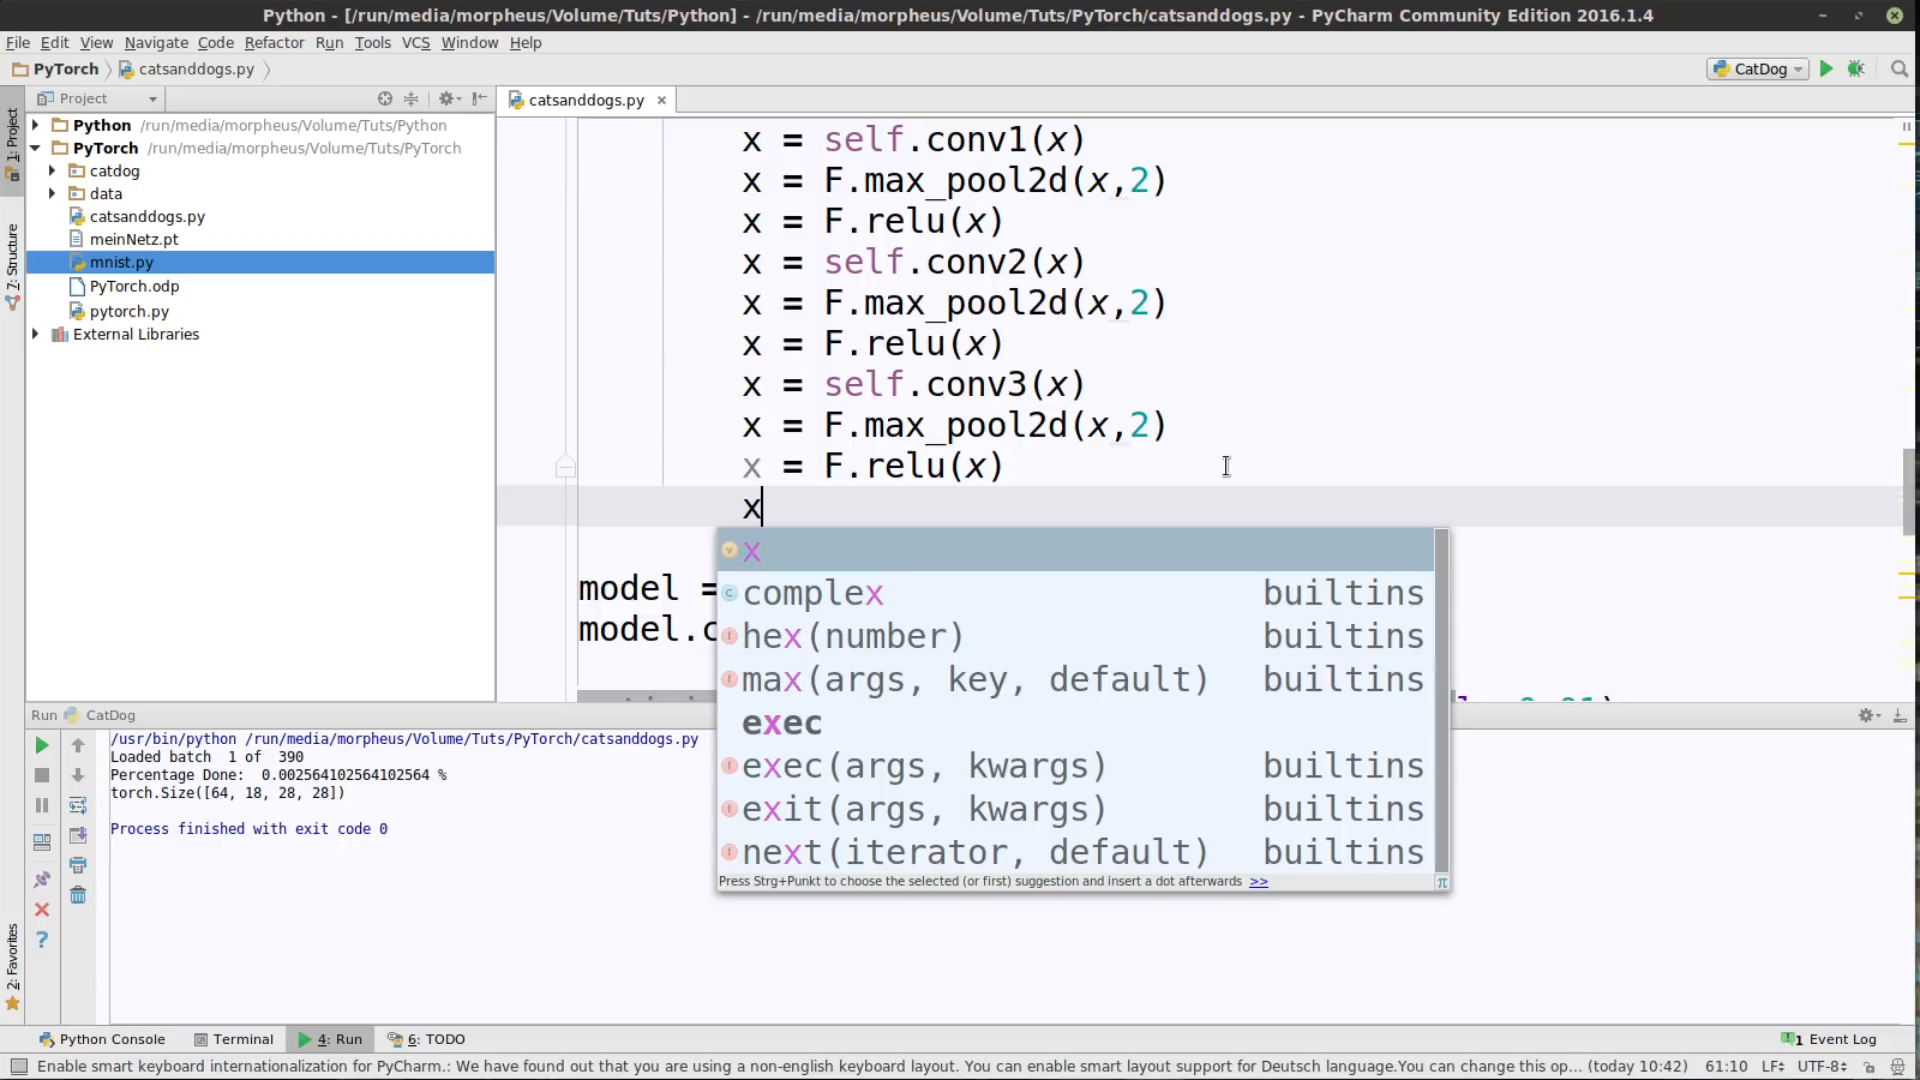 Python - [/run/media/morpheus/Volume/Tuts/Python] - /run/media/morpheus/Volume/Tuts/PyTorch/catsanddogs.py - PyCharm Community Edition 2016.1.4
File Edit View Navigate Code Refactor Run Tools VCS Window Help
PyTorch catsanddogs.py CatDog
1: Project
7: Structure
2: Favorites
Project
Python /run/media/morpheus/Volume/Tuts/Python
PyTorch /run/media/morpheus/Volume/Tuts/PyTorch
catdog
data
catsanddogs.py
meinNetz.pt
mnist.py
PyTorch.odp
pytorch.py
External Libraries
catsanddogs.py
x = self.conv1(x)
x = F.max_pool2d(x,2)
x = F.relu(x)
x = self.conv2(x)
x = F.max_pool2d(x,2)
x = F.relu(x)
x = self.conv3(x)
x = F.max_pool2d(x,2)
x = F.relu(x)
x
model =
model.c
x
complex builtins
hex(number) builtins
max(args, key, default) builtins
exec
exec(args, kwargs) builtins
exit(args, kwargs) builtins
next(iterator, default) builtins
Press Strg+Punkt to choose the selected (or first) suggestion and insert a dot afterwards >>
Run CatDog
/usr/bin/python /run/media/morpheus/Volume/Tuts/PyTorch/catsanddogs.py
Loaded batch 1 of 390
Percentage Done: 0.002564102564102564 %
torch.Size([64, 18, 28, 28])
Process finished with exit code 0
Python Console Terminal 4: Run 6: TODO 1 Event Log
Enable smart keyboard internationalization for PyCharm.: We have found out that you are using a non-english keyboard layout. You can enable smart layout support for Deutsch language.You can change this op... (today 10:42) 61:10 LF UTF-8